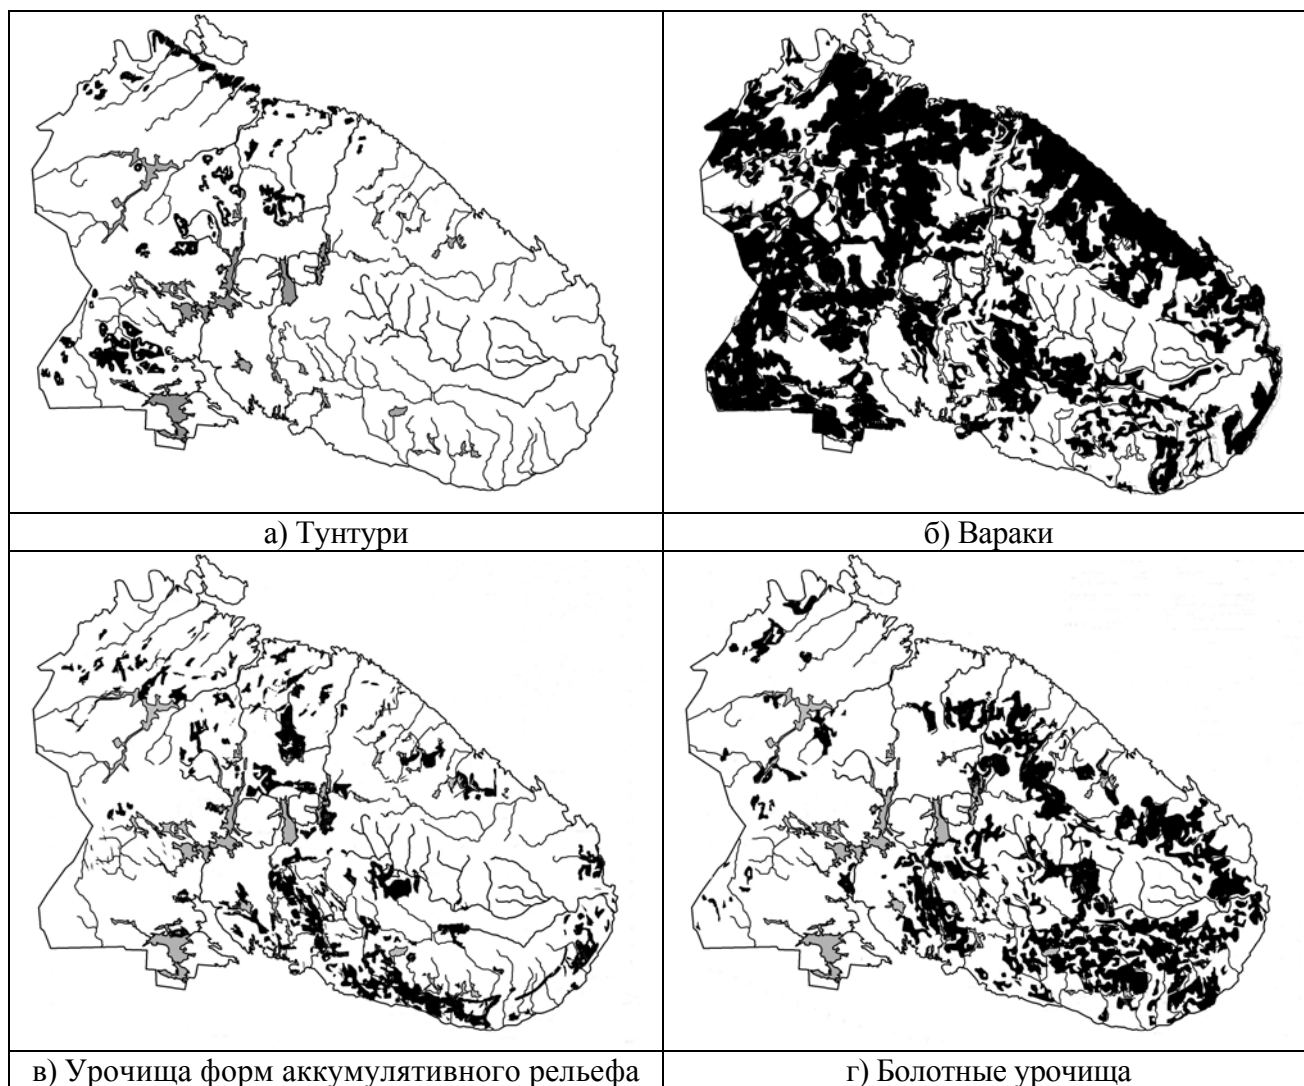 а) Тунтури
б) Вараки
в) Урочища форм аккумулятивного рельефа
г) Болотные урочища